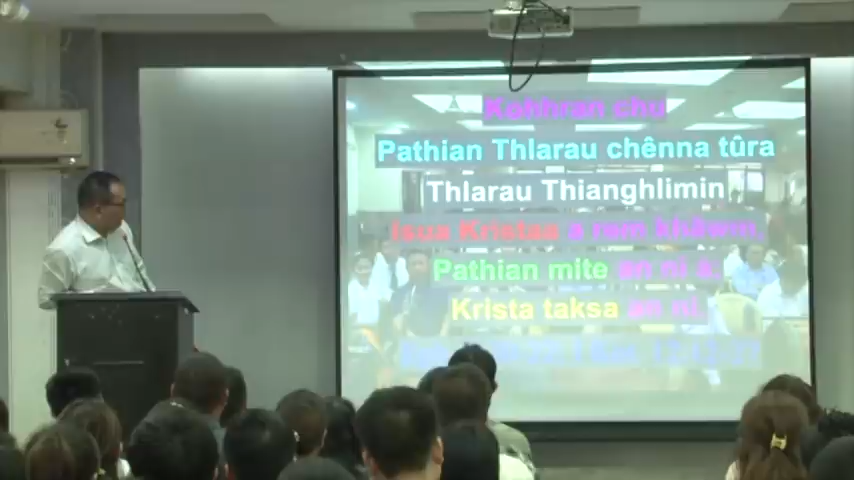 Kohhran chu
Pathian Thlarau chênna tûra
Thlarau Thianghlimin
Isua Kristaa a rem khâwm,
Pathian mite an ni a;
Krista taksa an ni.